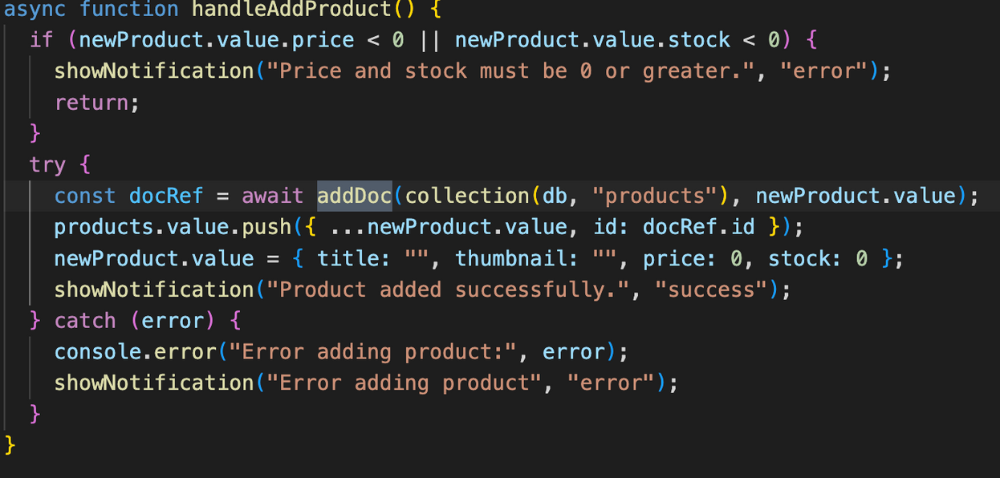 async function handleAddProduct() {
  if (newProduct.value.price < 0 || newProduct.value.stock < 0) {
    showNotification("Price and stock must be 0 or greater.", "error");
    return;
  }
  try {
    const docRef = await addDoc(collection(db, "products"), newProduct.value);
    products.value.push({ ...newProduct.value, id: docRef.id });
    newProduct.value = { title: "", thumbnail: "", price: 0, stock: 0 };
    showNotification("Product added successfully.", "success");
  } catch (error) {
    console.error("Error adding product:", error);
    showNotification("Error adding product", "error");
  }
}